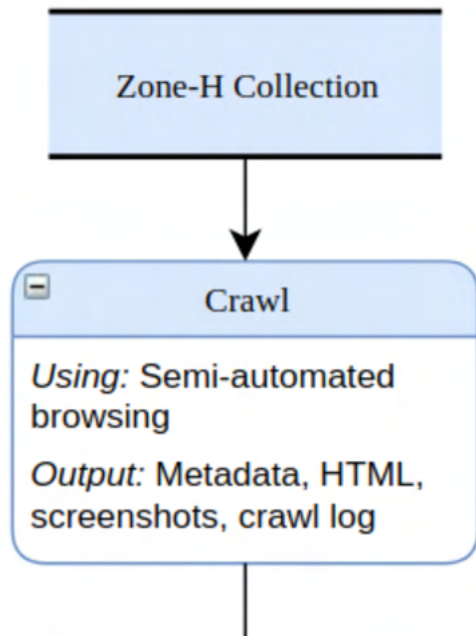 Zone-H Collection
Crawl
Using: Semi-automated
browsing
Output: Metadata, HTML,
screenshots, crawl log